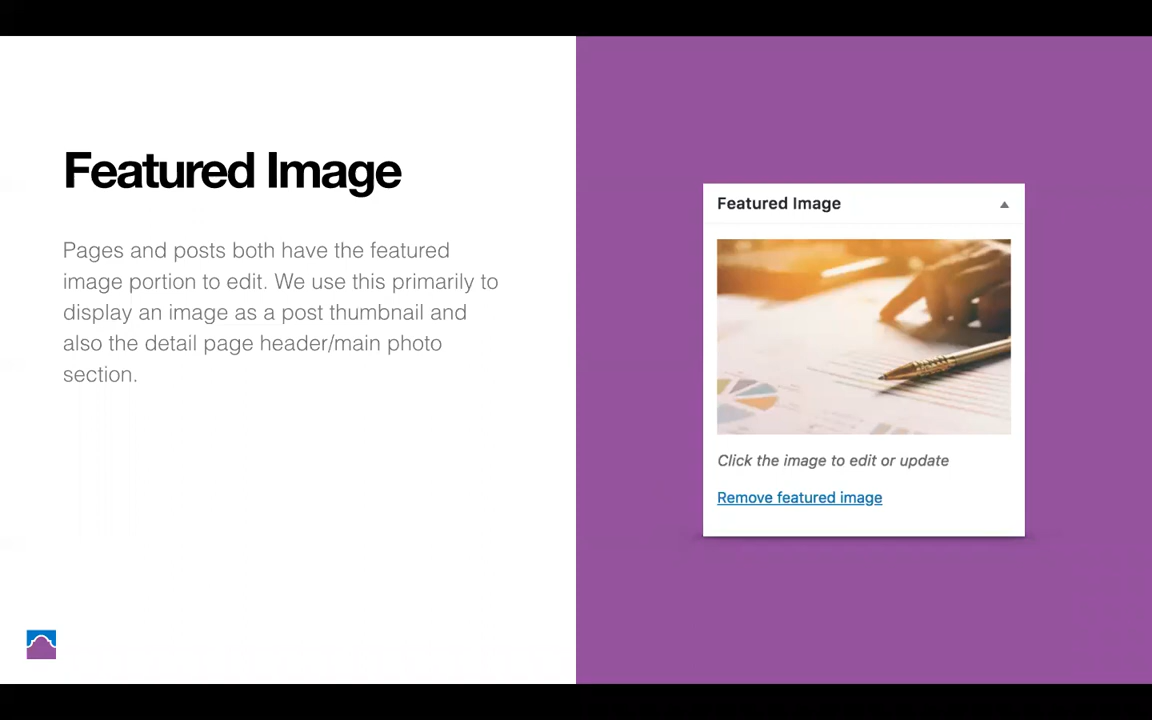 Featured Image
Pages and posts both have the featured
image portion to edit. We use this primarily to
display an image as a post thumbnail and
also the detail page header/main photo
section.
Featured Image
Click the image to edit or update
Remove featured image